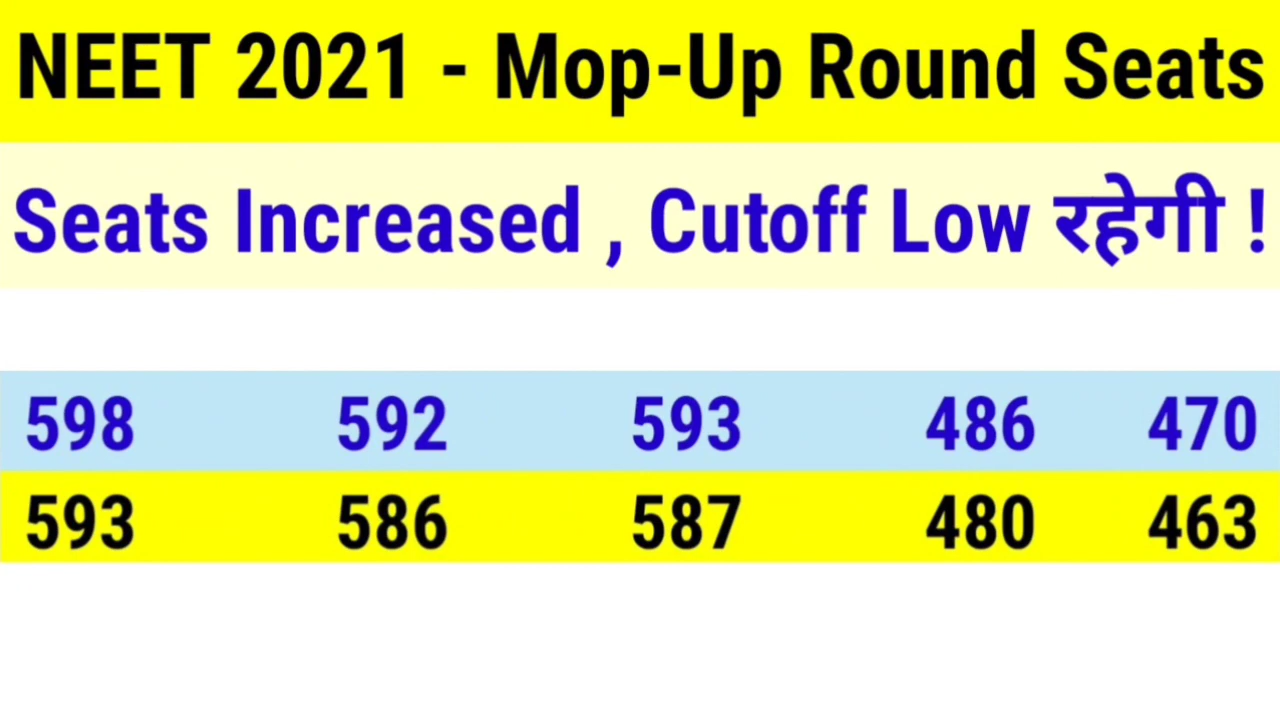 NEET 2021 - Mop-Up Round Seats
Seats Increased , Cutoff Low रहेगी !
598 592 593 486 470
593 586 587 480 463